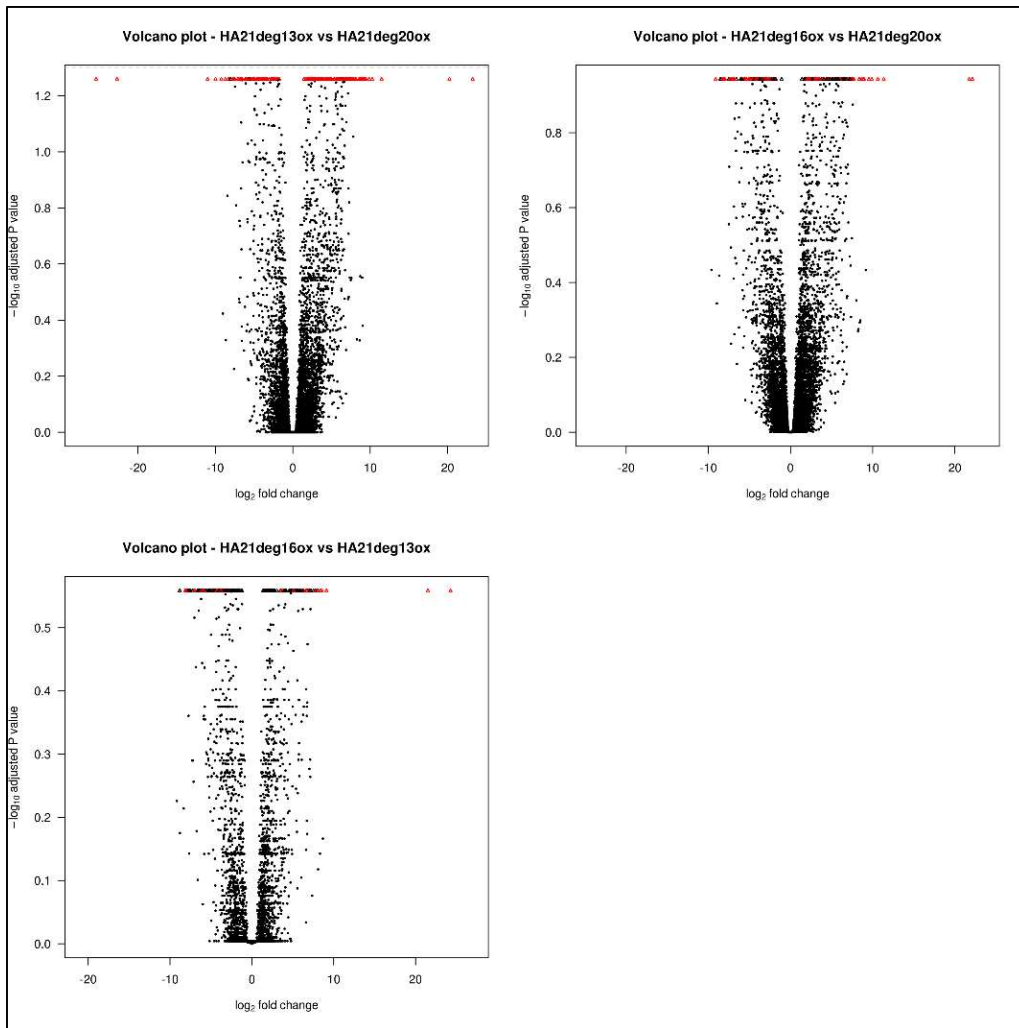 Volcano plot - HA21deg13ox vs HA21deg20ox
−log₁₀ adjusted P value
1.2
1.0
0.8
0.6
0.4
0.2
0.0
-20 -10 0 10 20
log₂ fold change
Volcano plot - HA21deg16ox vs HA21deg20ox
−log₁₀ adjusted P value
0.8
0.6
0.4
0.2
0.0
-20 -10 0 10 20
log₂ fold change
Volcano plot - HA21deg16ox vs HA21deg13ox
−log₁₀ adjusted P value
0.5
0.4
0.3
0.2
0.1
0.0
-20 -10 0 10 20
log₂ fold change